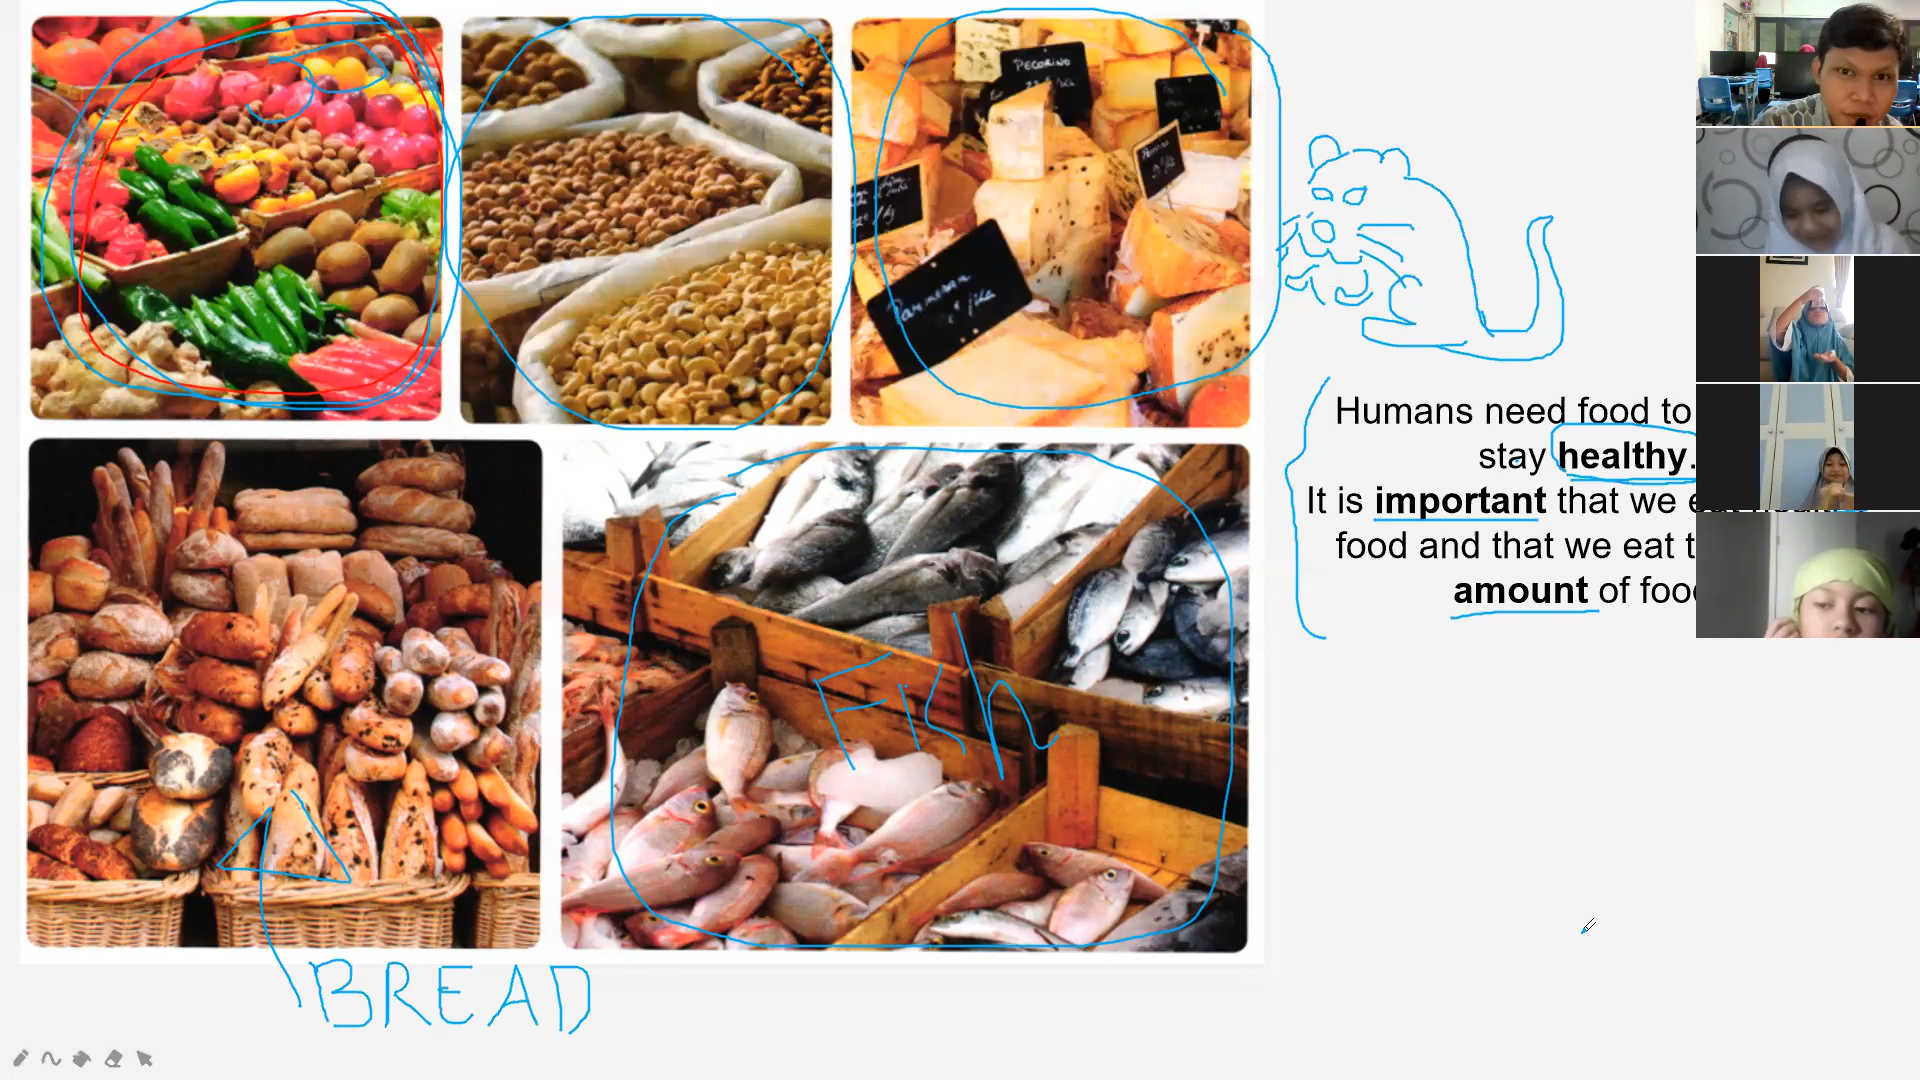 PECORINO
Parmesan
Fish
BREAD
Humans need food to
stay healthy.
It is important that we
food and that we eat
amount of